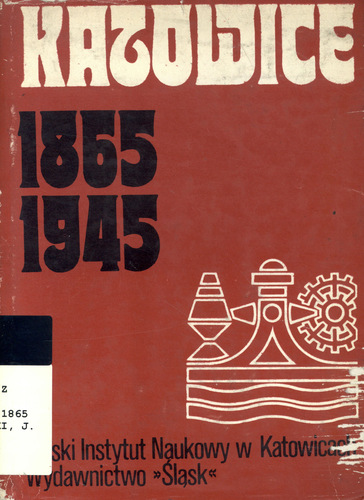 KATOWICE
1865
1945
Z
1865
I, J.
ski Instytut Naukowy w Katowicach
Wydawnictwo »Śląsk«